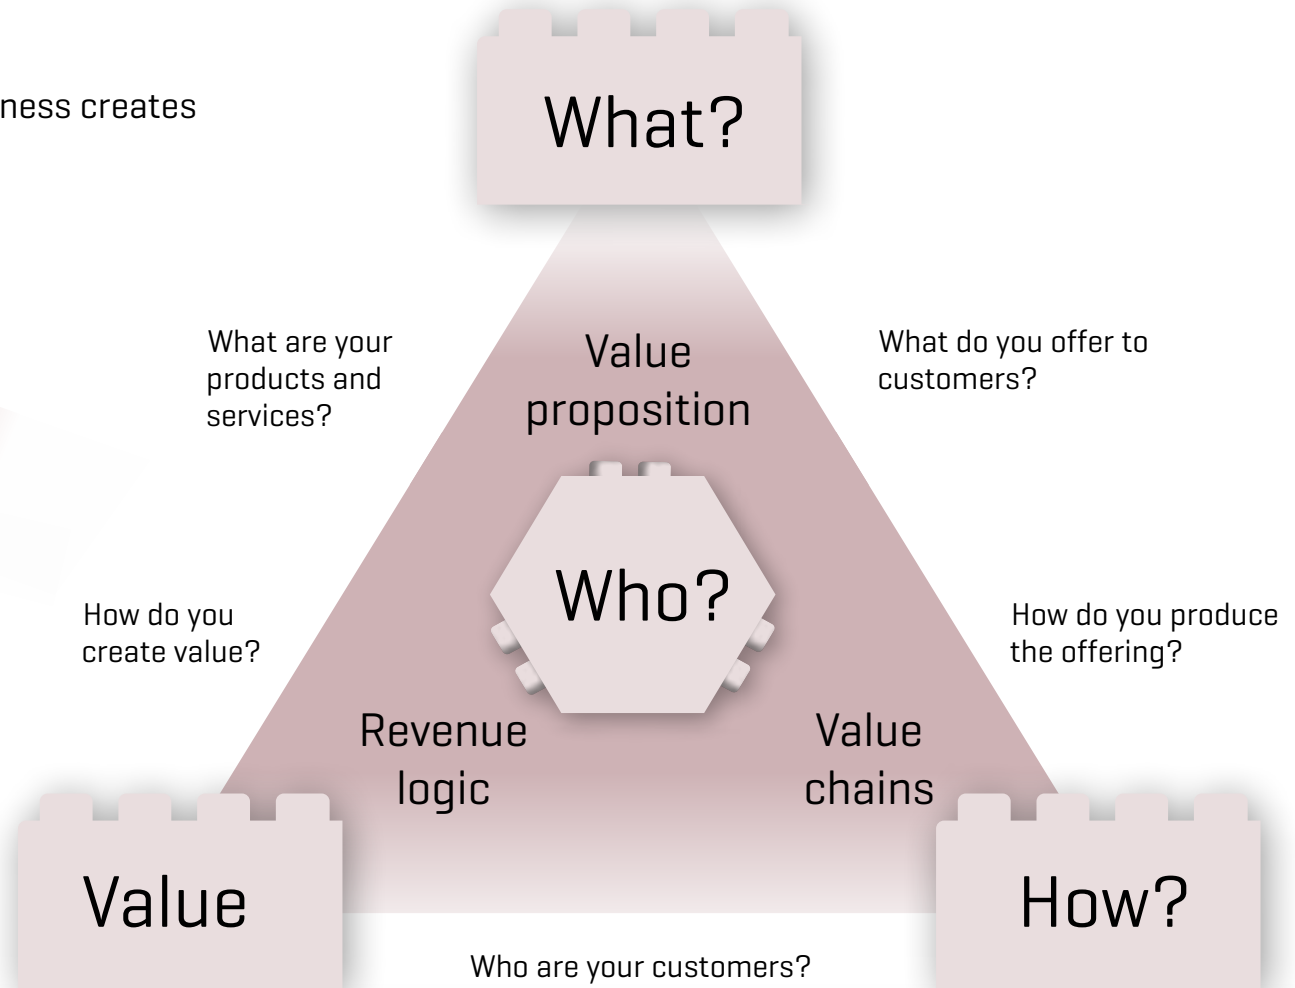 What?
ness creates
What are your
products and
services?
Value
proposition
What do you offer to
customers?
Who?
How do you
create value?
How do you produce
the offering?
Revenue
logic
Value
chains
Value
How?
Who are your customers?